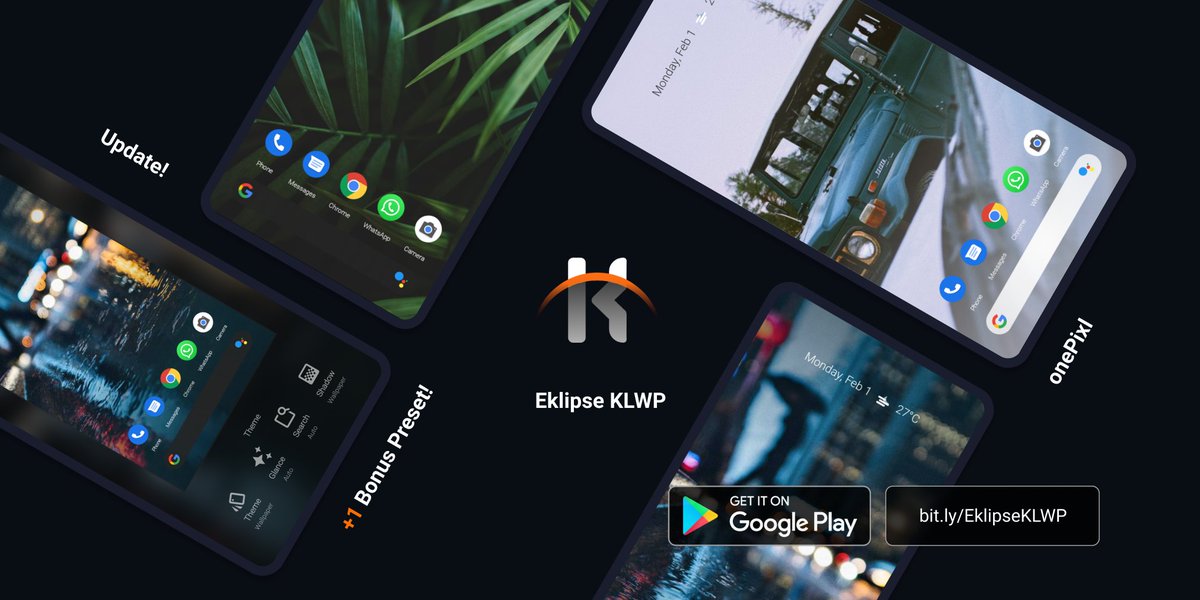 Update!
Phone
Messages
Chrome
WhatsApp
Camera
Monday, Feb 1
Phone
Messages
Chrome
WhatsApp
Camera
onePixl
Phone
Messages
Chrome
WhatsApp
Camera
Theme
Wallpaper
Glance
Auto
Theme
Search
Auto
Shadow
Wallpaper
+1 Bonus Preset!
Eklipse KLWP
Monday, Feb 1
27°C
GET IT ON
Google Play
bit.ly/EklipseKLWP